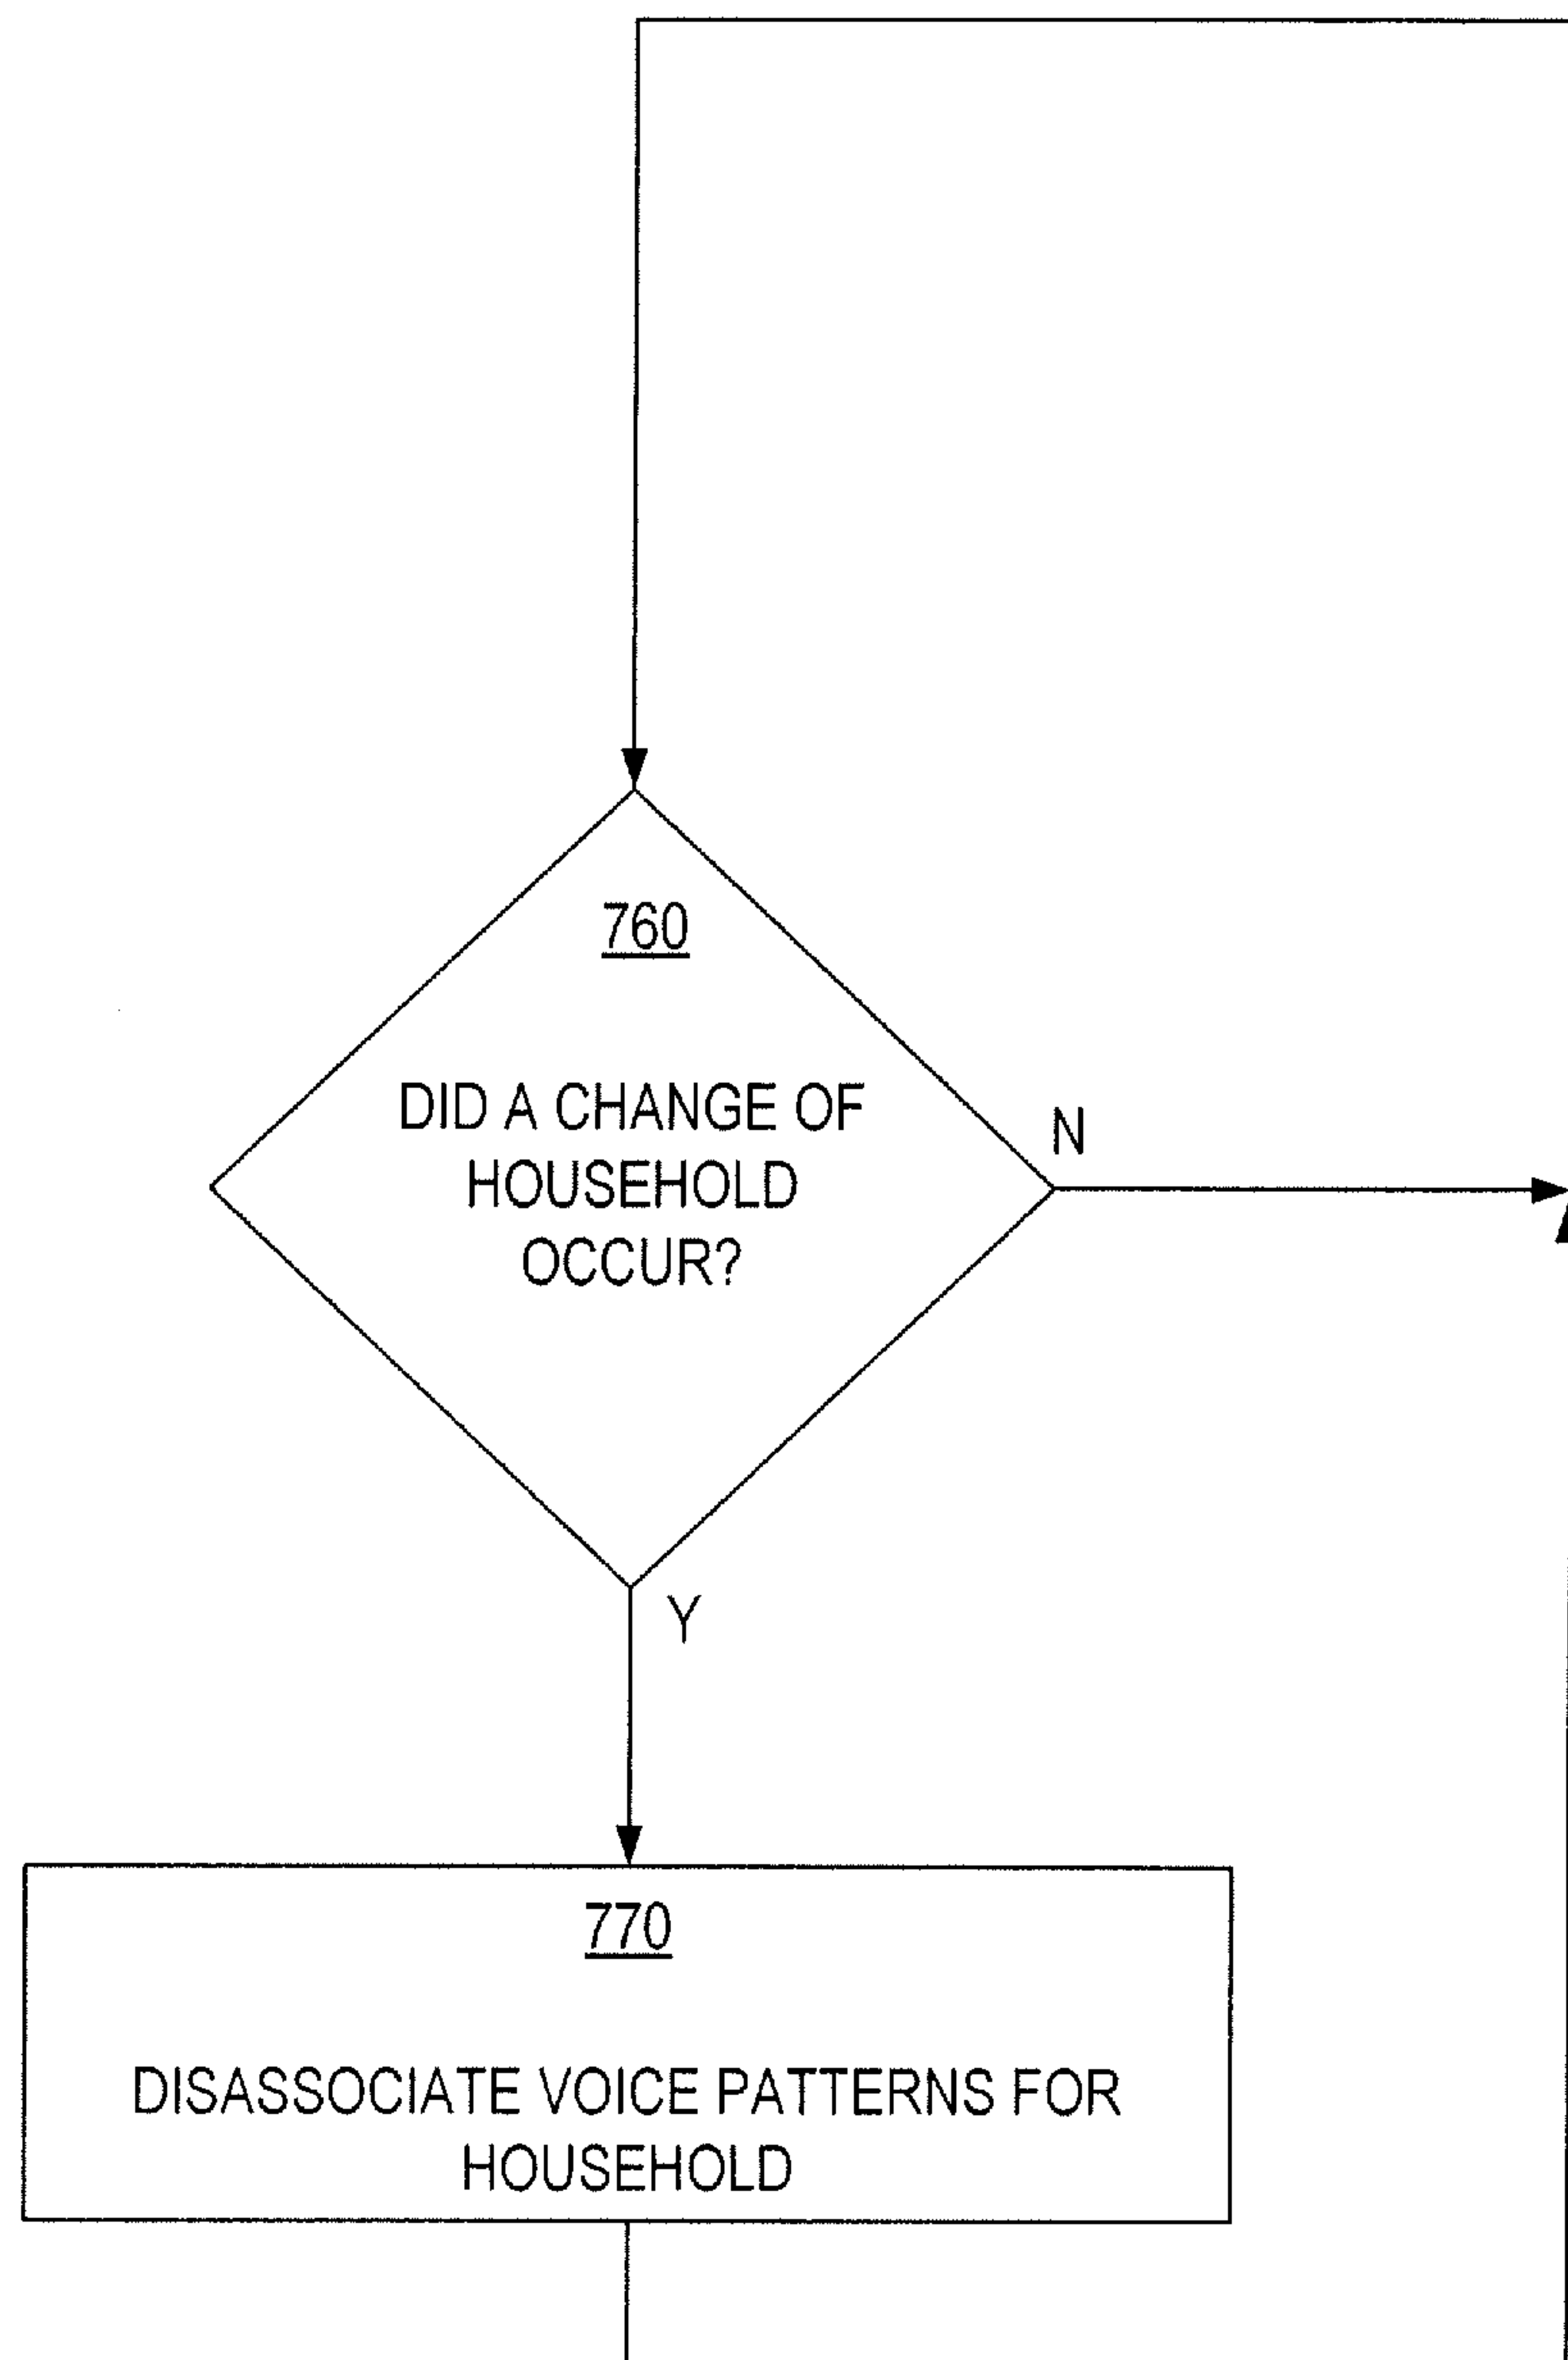 760
DID A CHANGE OF
HOUSEHOLD
OCCUR?
N
Y
770
DISASSOCIATE VOICE PATTERNS FOR
HOUSEHOLD